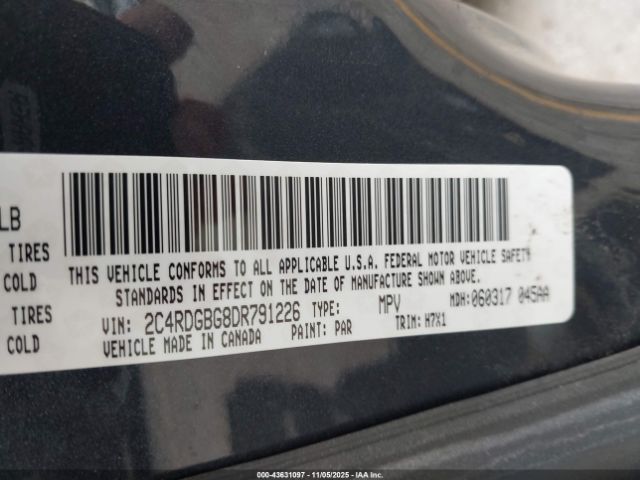 LB
TIRES
COLD
TIRES
COLD
THIS VEHICLE CONFORMS TO ALL APPLICABLE U.S.A. FEDERAL MOTOR VEHICLE SAFETY
STANDARDS IN EFFECT ON THE DATE OF MANUFACTURE SHOWN ABOVE.
VIN: 2C4RDGBG8DR791226 TYPE: MPV MDH:060317 045AA
VEHICLE MADE IN CANADA PAINT: PAR TRIM: H7X1
000-43631097 - 11/05/2025 - IAA Inc.